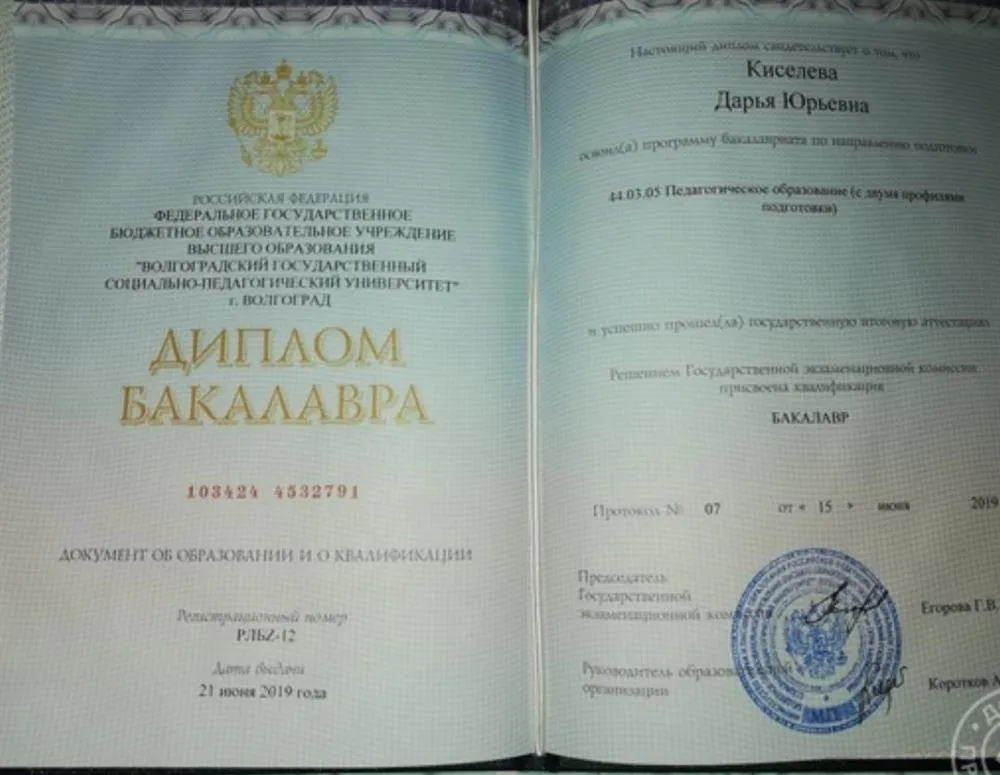 РОССИЙСКАЯ ФЕДЕРАЦИЯ
ФЕДЕРАЛЬНОЕ ГОСУДАРСТВЕННОЕ
БЮДЖЕТНОЕ ОБРАЗОВАТЕЛЬНОЕ УЧРЕЖДЕНИЕ
ВЫСШЕГО ОБРАЗОВАНИЯ
"ВОЛГОГРАДСКИЙ ГОСУДАРСТВЕННЫЙ
СОЦИАЛЬНО-ПЕДАГОГИЧЕСКИЙ УНИВЕРСИТЕТ"
г. ВОЛГОГРАД
ДИПЛОМ
БАКАЛАВРА
103424 4532791
ДОКУМЕНТ ОБ ОБРАЗОВАНИИ И О КВАЛИФИКАЦИИ
Регистрационный номер
РЛБZ-12
Дата выдачи
21 июня 2019 года
Настоящий диплом свидетельствует о том, что
Киселева
Дарья Юрьевна
освоил(а) программу бакалавриата по направлению подготовки
44.03.05 Педагогическое образование (с двумя профилями
подготовки)
и успешно прошел(ла) государственную итоговую аттестацию
Решением Государственной экзаменационной комиссии
присвоена квалификация
БАКАЛАВР
Протокол № 07 от « 15 » июня 2019
Председатель
Государственной
экзаменационной комиссии
Егорова Г.В.
Руководитель образовательной
организации
Коротков А
МП